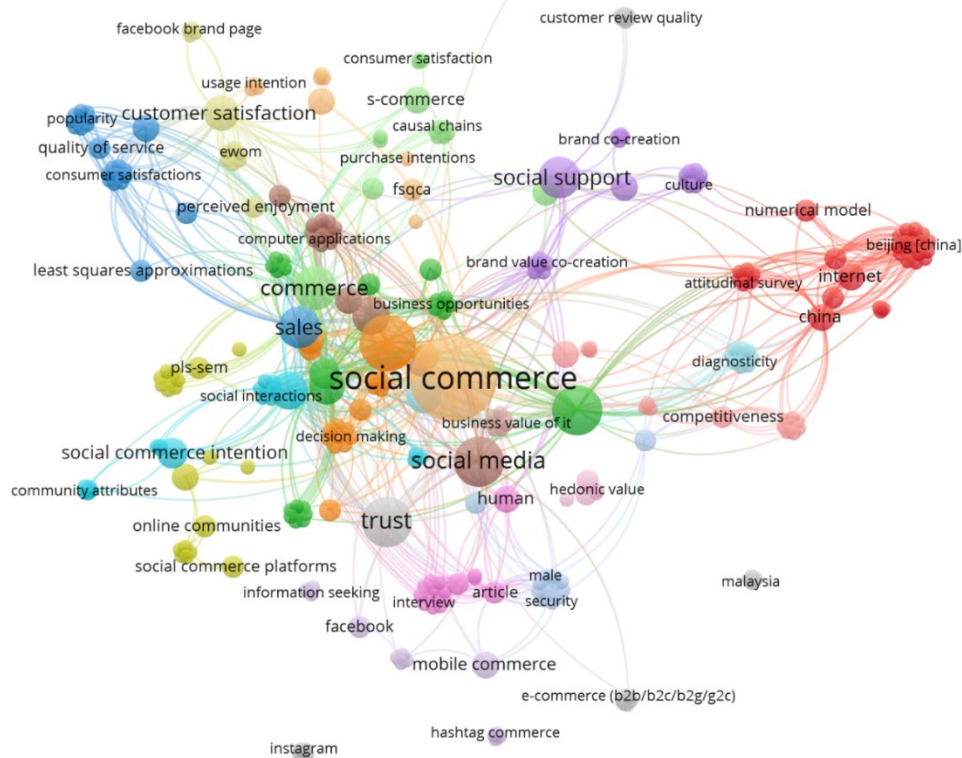 customer review quality
facebook brand page
consumer satisfaction
usage intention
s-commerce
customer satisfaction
popularity
causal chains
brand co-creation
quality of service
ewom
purchase intentions
consumer satisfactions
social support
culture
fsqca
perceived enjoyment
numerical model
computer applications
beijing [china]
brand value co-creation
least squares approximations
internet
attitudinal survey
commerce
business opportunities
china
sales
diagnosticity
pls-sem
social commerce
social interactions
competitiveness
business value of it
decision making
social commerce intention
social media
community attributes
human
hedonic value
trust
online communities
social commerce platforms
male
malaysia
information seeking
article
interview
security
facebook
mobile commerce
e-commerce (b2b/b2c/b2g/g2c)
hashtag commerce
instagram